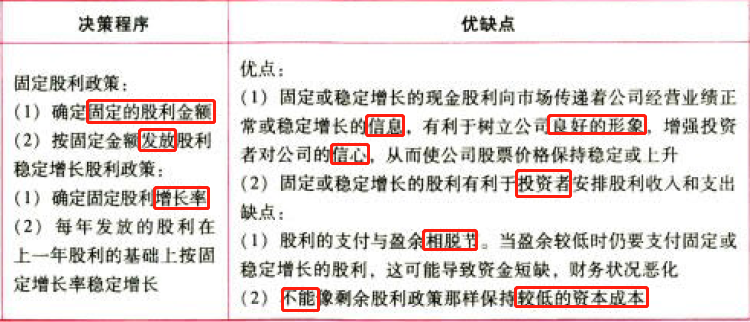 决策程序
优缺点
固定股利政策：
（1）确定固定的股利金额
（2）按固定金额发放股利
稳定增长股利政策：
（1）确定固定股利增长率
（2）每年发放的股利在
上一年股利的基础上按固
定增长率稳定增长
优点：
（1）固定或稳定增长的现金股利向市场传递着公司经营业绩正
常或稳定增长的信息，有利于树立公司良好的形象，增强投资
者对公司的信心，从而使公司股票价格保持稳定或上升
（2）固定或稳定增长的股利有利于投资者安排股利收入和支出
缺点：
（1）股利的支付与盈余相脱节。当盈余较低时仍要支付固定或
稳定增长的股利，这可能导致资金短缺，财务状况恶化
（2）不能像剩余股利政策那样保持较低的资本成本